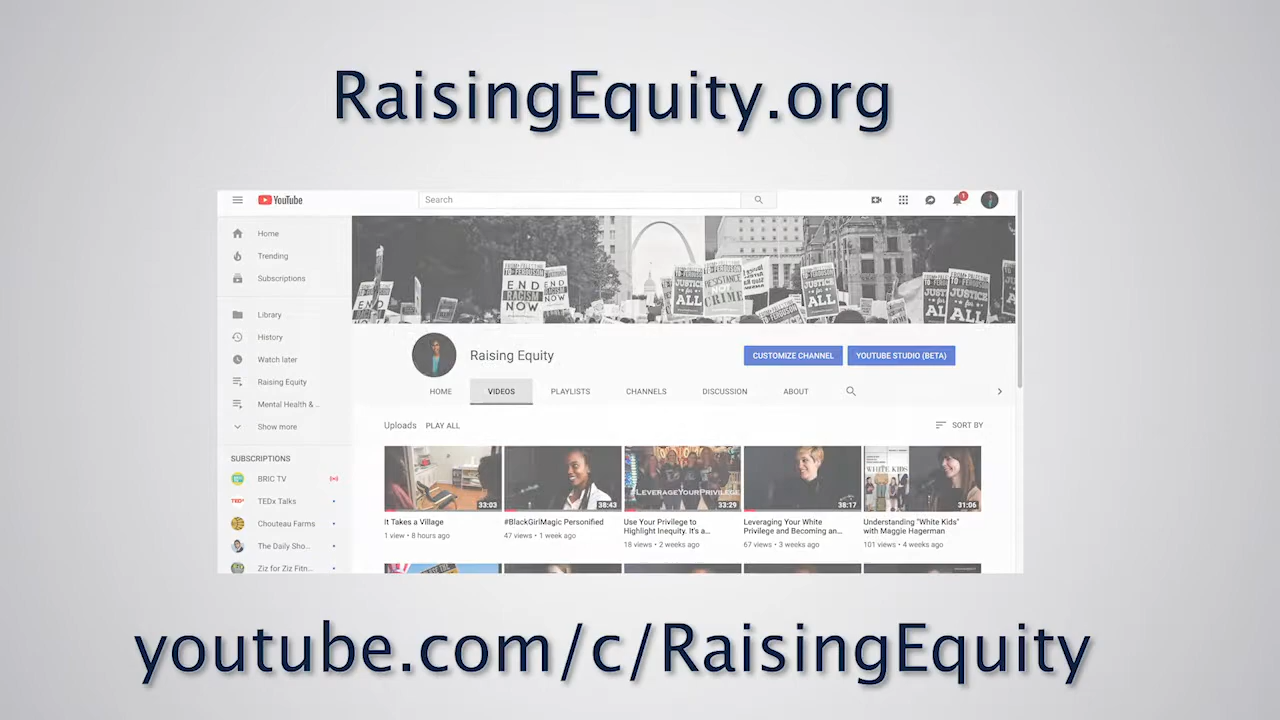 RaisingEquity.org
YouTube
Search
1
Home
Trending
Subscriptions
Library
History
Watch later
Raising Equity
Mental Health & ..
Show more
SUBSCRIPTIONS
BRIC TV
TEDx Talks
Chouteau Farms
The Daily Sho...
Ziz for Ziz Fitn...
END RACISM NOW
JUSTICE for ALL
Raising Equity
CUSTOMIZE CHANNEL
YOUTUBE STUDIO (BETA)
HOME
VIDEOS
PLAYLISTS
CHANNELS
DISCUSSION
ABOUT
Uploads
PLAY ALL
SORT BY
33:03
It Takes a Village
1 view • 8 hours ago
38:43
#BlackGirlMagic Personified
47 views • 1 week ago
#LEVERAGEYOURPRIVILEGE
33:29
Use Your Privilege to
Highlight Inequity. It's a...
18 views • 2 weeks ago
38:17
Leveraging Your White
Privilege and Becoming an...
67 views • 3 weeks ago
WHITE KIDS
31:06
Understanding "White Kids"
with Maggie Hagerman
101 views • 4 weeks ago
youtube.com/c/RaisingEquity